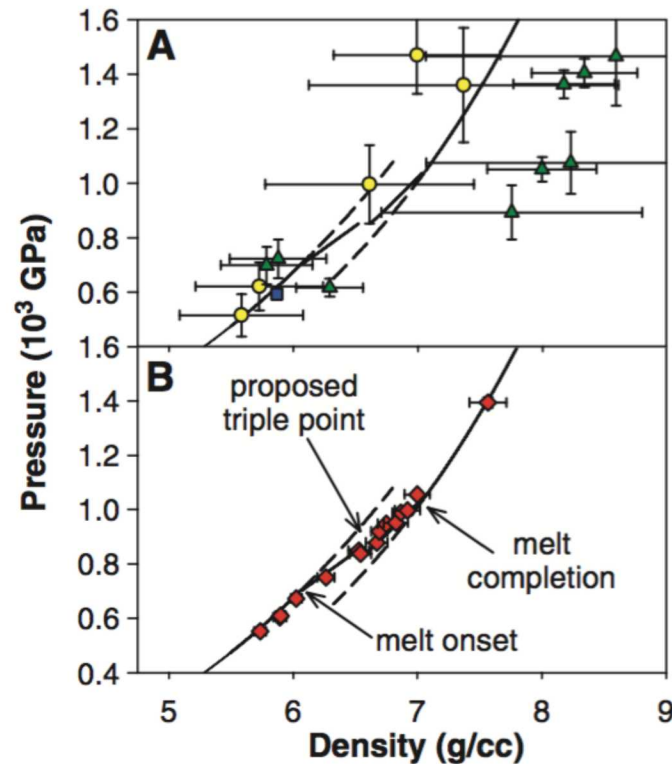 1.6
A
1.4
1.2
1.0
0.8
0.6
1.6
B
proposed
triple point
1.4
1.2
1.0
melt
completion
0.8
0.6
melt onset
0.4
5 6 7 8 9
Pressure (10³ GPa)
Density (g/cc)